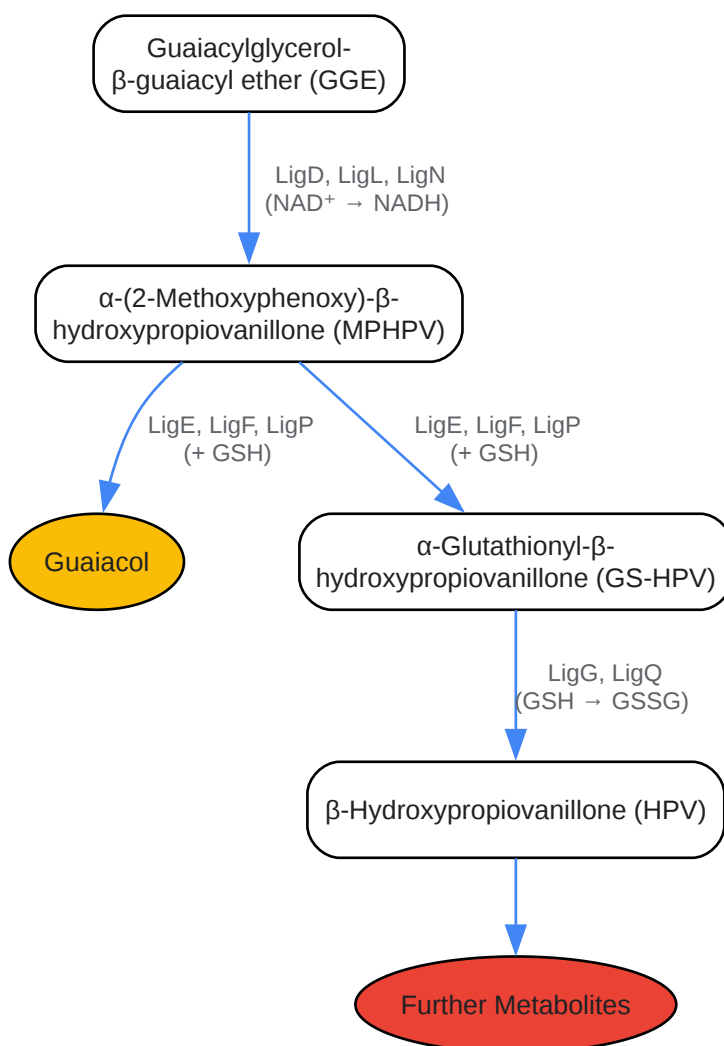 Guaiacylglycerol-
β-guaiacyl ether (GGE)
LigD, LigL, LigN
(NAD⁺ → NADH)
α-(2-Methoxyphenoxy)-β-
hydroxypropiovanillone (MPHPV)
LigE, LigF, LigP
(+ GSH)
LigE, LigF, LigP
(+ GSH)
Guaiacol
α-Glutathionyl-β-
hydroxypropiovanillone (GS-HPV)
LigG, LigQ
(GSH → GSSG)
β-Hydroxypropiovanillone (HPV)
Further Metabolites